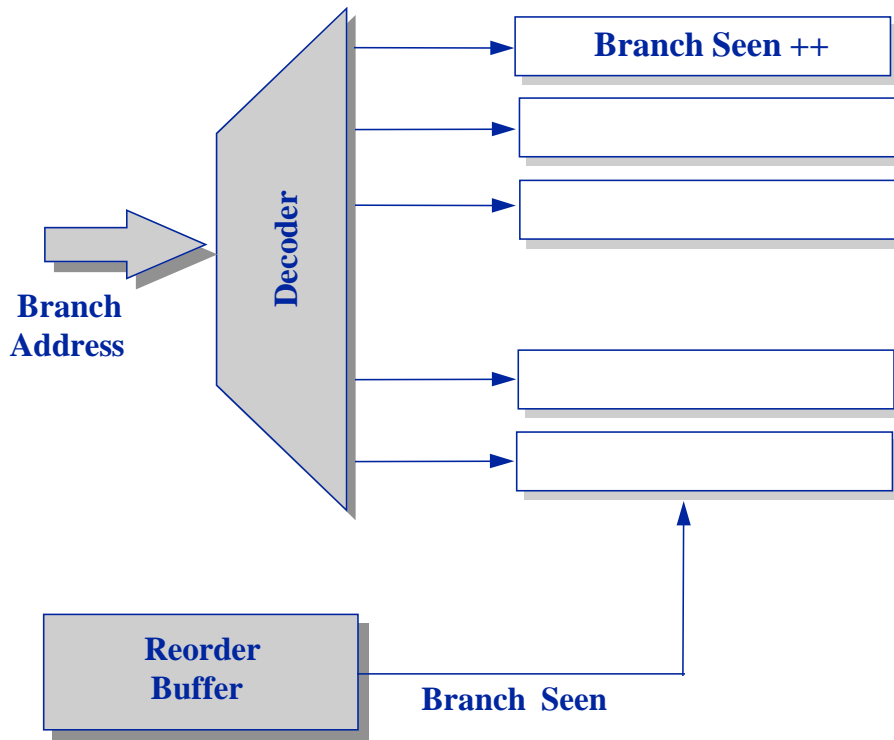 Branch Seen ++
Decoder
Branch
Address
Reorder
Buffer
Branch Seen